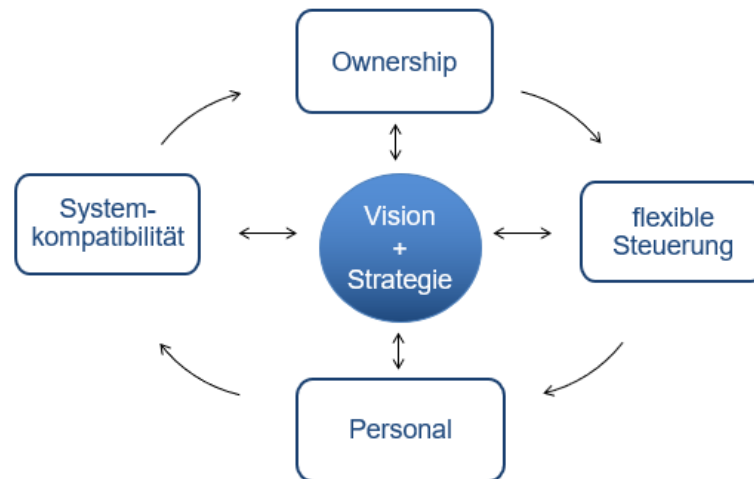 Ownership
System-
kompatibilität
Vision
+
Strategie
flexible
Steuerung
Personal